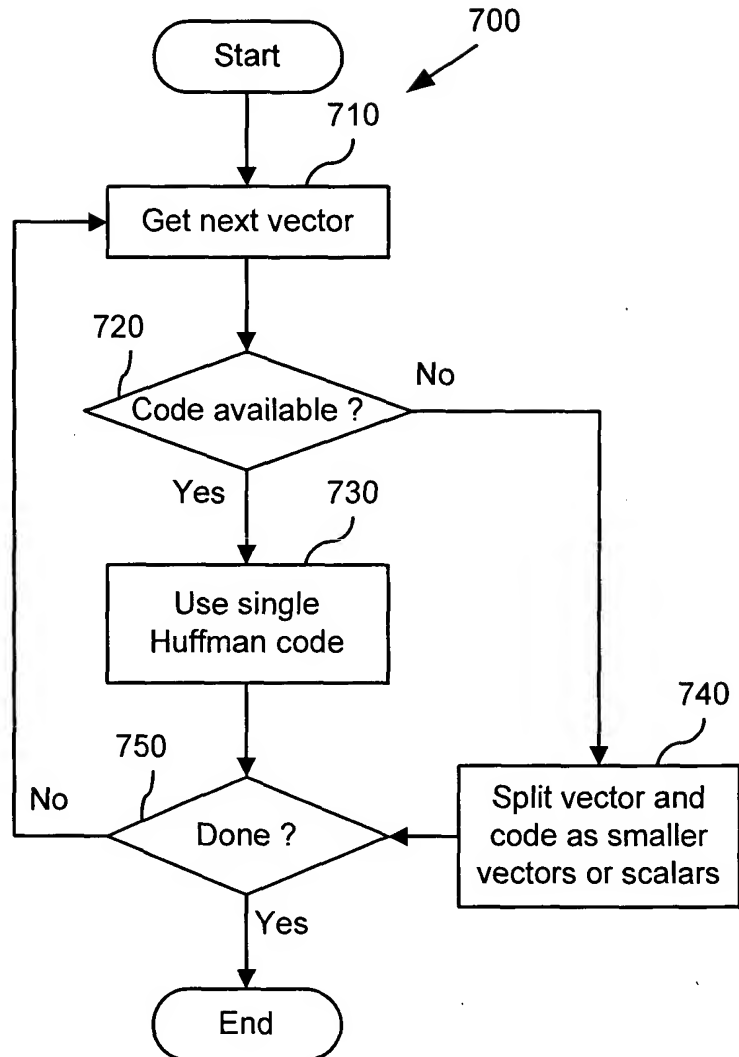 700
Start
710
Get next vector
720
Code available ?
No
Yes
730
Use single
Huffman code
740
Split vector and
code as smaller
vectors or scalars
750
Done ?
No
Yes
End